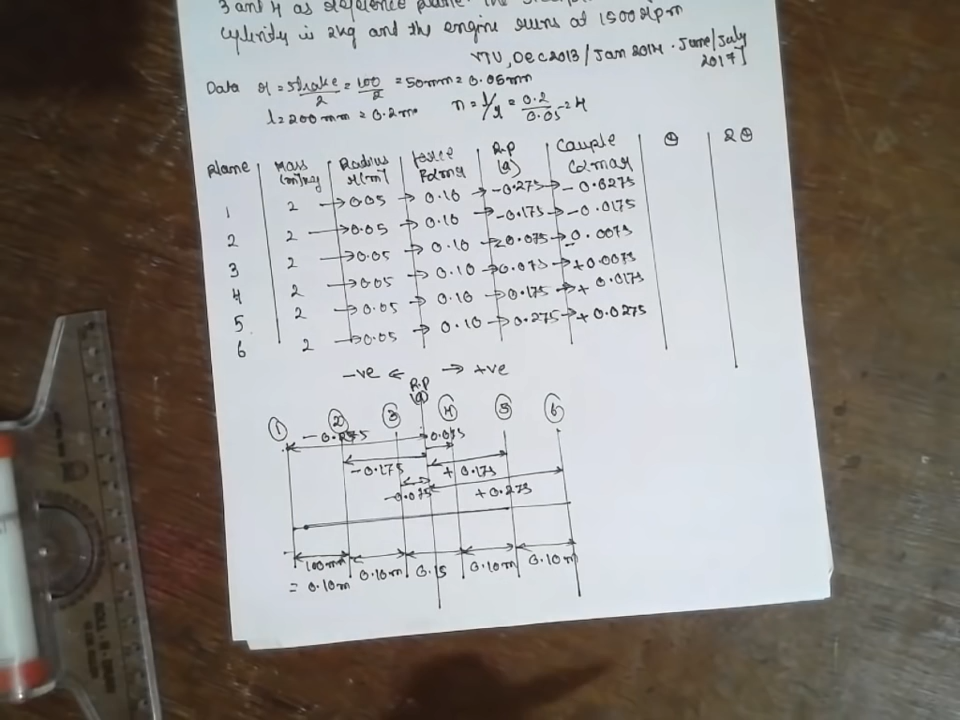 3 and 4 as reference plane. The
cylinder is 2kg and the engine runs at 1500 rpm
VTU, Dec 2013/Jan 2014. June/July
2017]
Data r = stroke/2 = 100/2 = 50mm = 0.05mm
l = 200mm = 0.2m n = l/r = 0.2/0.05 = 4
Plane | Mass (m)kg | Radius r(m) | force F∝mr | R.P (a) | Couple C∝mar | θ | 2θ
1 2 → 0.05 → 0.10 → -0.275 → -0.0275
2 2 → 0.05 → 0.10 → -0.175 → -0.0175
3 2 → 0.05 → 0.10 → -0.075 → -0.0075
4 2 → 0.05 → 0.10 → 0.075 → +0.0075
5 2 → 0.05 → 0.10 → 0.175 → +0.0175
6 2 → 0.05 → 0.10 → 0.275 → +0.0275
-ve ← → +ve
R.P
(a)
1 2 3 4 5 6
-0.275 0.075
-0.175 +0.175
-0.075 +0.275
100mm 0.10m 0.15 0.10m 0.10m
= 0.10m